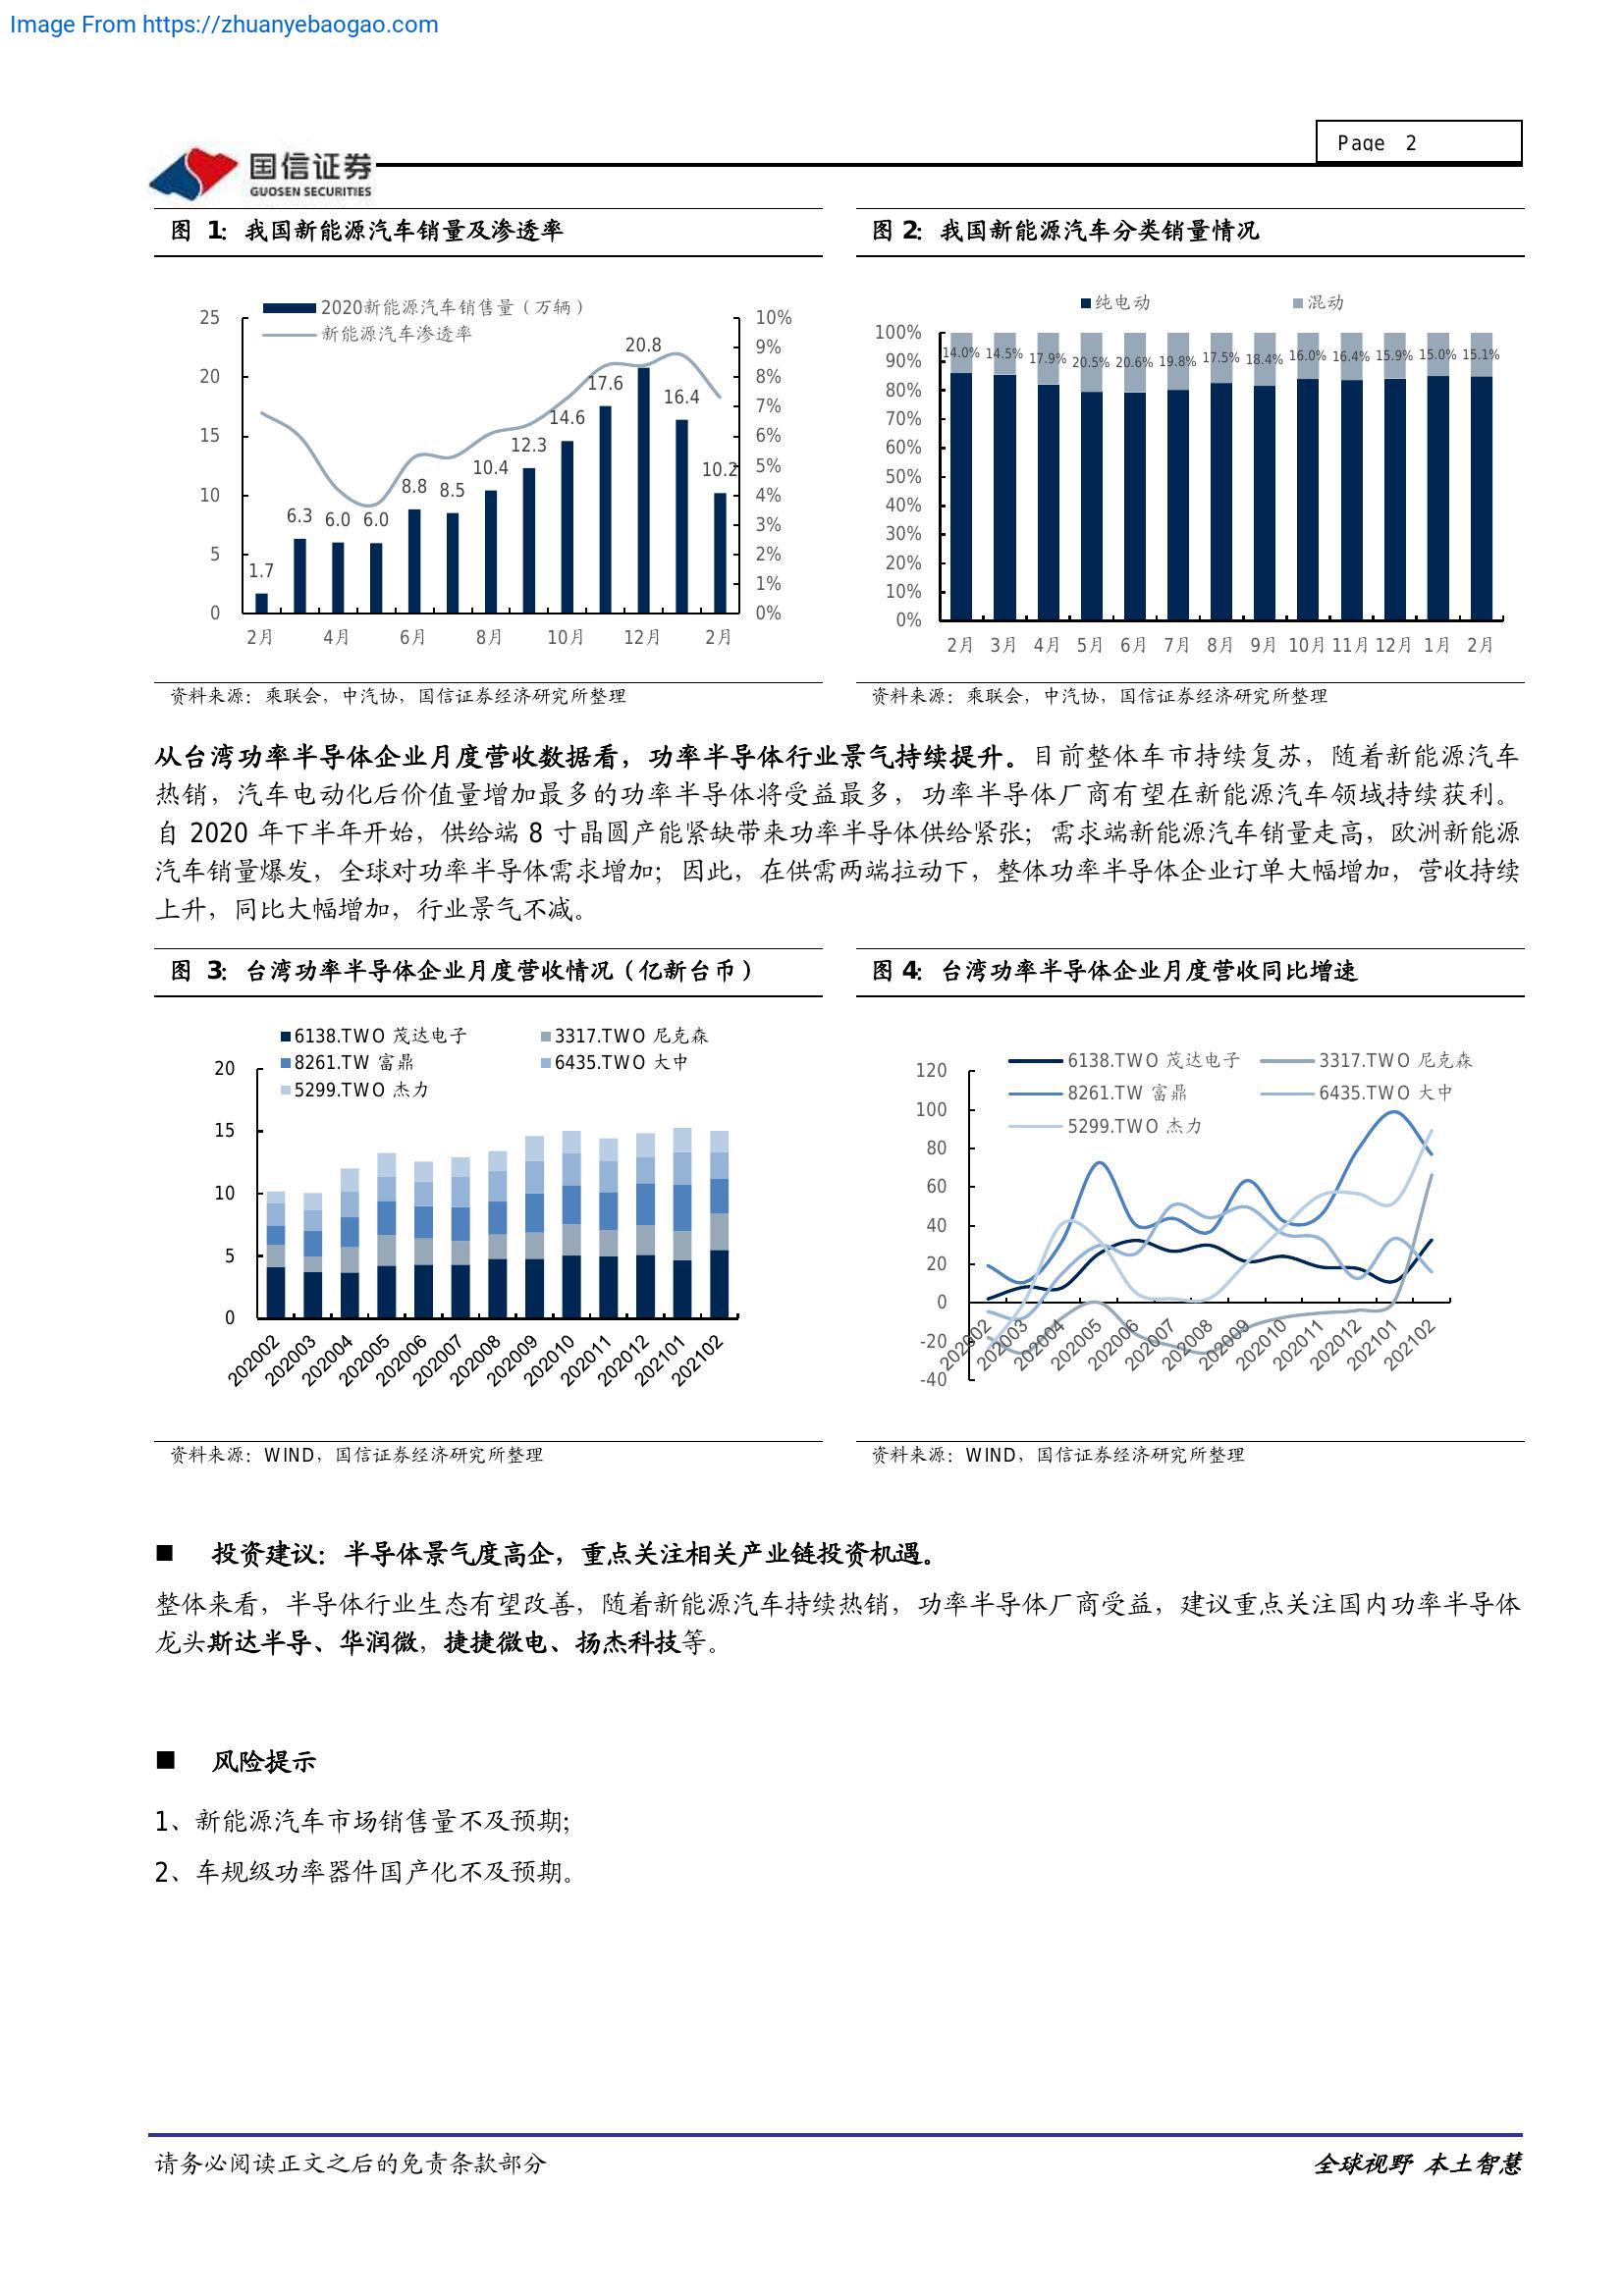 Image From https://zhuanyebaogao.com
Page 2
国信证券
GUOSEN SECURITIES
图 1：我国新能源汽车销量及渗透率
2020新能源汽车销售量（万辆）
新能源汽车渗透率
25
20
15
10
5
0
10%
9%
8%
7%
6%
5%
4%
3%
2%
1%
0%
1.7
6.3
6.0
6.0
8.8
8.5
10.4
12.3
14.6
17.6
20.8
16.4
10.2
2月 4月 6月 8月 10月 12月 2月
资料来源：乘联会，中汽协，国信证券经济研究所整理
图 2：我国新能源汽车分类销量情况
纯电动 混动
100%
90%
80%
70%
60%
50%
40%
30%
20%
10%
0%
14.0% 14.5% 17.9% 20.5% 20.6% 19.8% 17.5% 18.4% 16.0% 16.4% 15.9% 15.0% 15.1%
2月 3月 4月 5月 6月 7月 8月 9月 10月 11月 12月 1月 2月
资料来源：乘联会，中汽协，国信证券经济研究所整理
从台湾功率半导体企业月度营收数据看，功率半导体行业景气持续提升。目前整体车市持续复苏，随着新能源汽车
热销，汽车电动化后价值量增加最多的功率半导体将受益最多，功率半导体厂商有望在新能源汽车领域持续获利。
自 2020 年下半年开始，供给端 8 寸晶圆产能紧缺带来功率半导体供给紧张；需求端新能源汽车销量走高，欧洲新能源
汽车销量爆发，全球对功率半导体需求增加；因此，在供需两端拉动下，整体功率半导体企业订单大幅增加，营收持续
上升，同比大幅增加，行业景气不减。
图 3：台湾功率半导体企业月度营收情况（亿新台币）
6138.TWO 茂达电子 3317.TWO 尼克森
8261.TW 富鼎 6435.TWO 大中
5299.TWO 杰力
20
15
10
5
0
202002 202003 202004 202005 202006 202007 202008 202009 202010 202011 202012 202101 202102
资料来源：WIND，国信证券经济研究所整理
图 4：台湾功率半导体企业月度营收同比增速
6138.TWO 茂达电子 3317.TWO 尼克森
8261.TW 富鼎 6435.TWO 大中
5299.TWO 杰力
120
100
80
60
40
20
0
-20
-40
202002 202003 202004 202005 202006 202007 202008 202009 202010 202011 202012 202101 202102
资料来源：WIND，国信证券经济研究所整理
■ 投资建议：半导体景气度高企，重点关注相关产业链投资机遇。
整体来看，半导体行业生态有望改善，随着新能源汽车持续热销，功率半导体厂商受益，建议重点关注国内功率半导体
龙头斯达半导、华润微，捷捷微电、扬杰科技等。
■ 风险提示
1、新能源汽车市场销售量不及预期；
2、车规级功率器件国产化不及预期。
请务必阅读正文之后的免责条款部分
全球视野 本土智慧